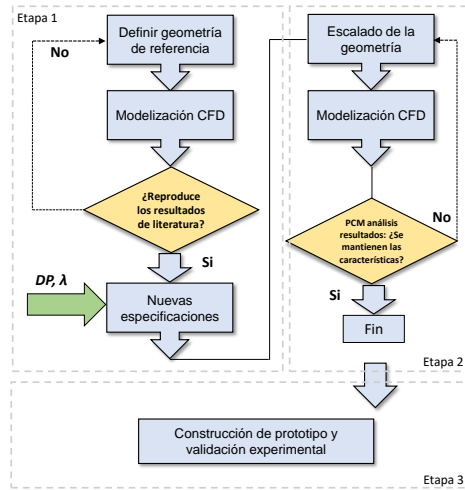 Etapa 1
Definir geometría
de referencia
No
Modelización CFD
¿Reproduce
los resultados
de literatura?
Si
DP, λ
Nuevas
especificaciones
Escalado de la
geometría
Modelización CFD
PCM análisis
resultados: ¿Se
mantienen las
características?
No
Si
Fin
Etapa 2
Construcción de prototipo y
validación experimental
Etapa 3